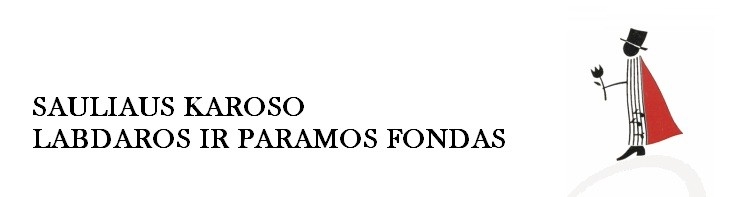 SAULIAUS KAROSO
LABDAROS IR PARAMOS FONDAS